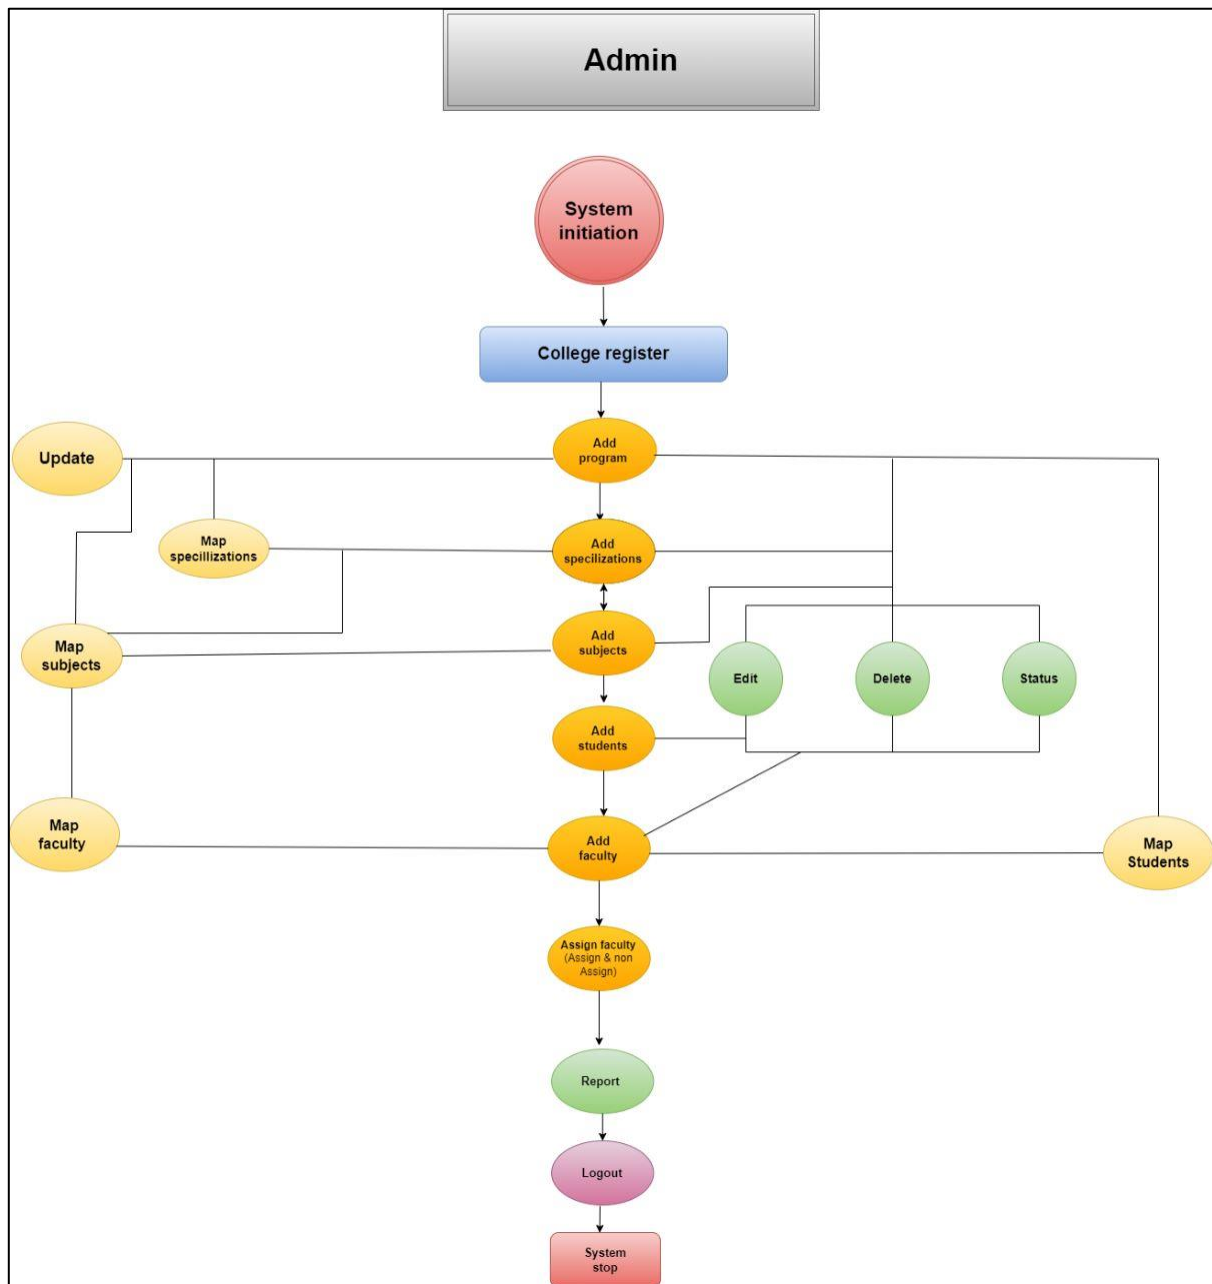 Admin
System
initiation
College register
Update
Add
program
Map
specillizations
Add
specilizations
Map
subjects
Add
subjects
Edit
Delete
Status
Add
students
Map
faculty
Add
faculty
Map
Students
Assign faculty
(Assign & non
Assign)
Report
Logout
System
stop